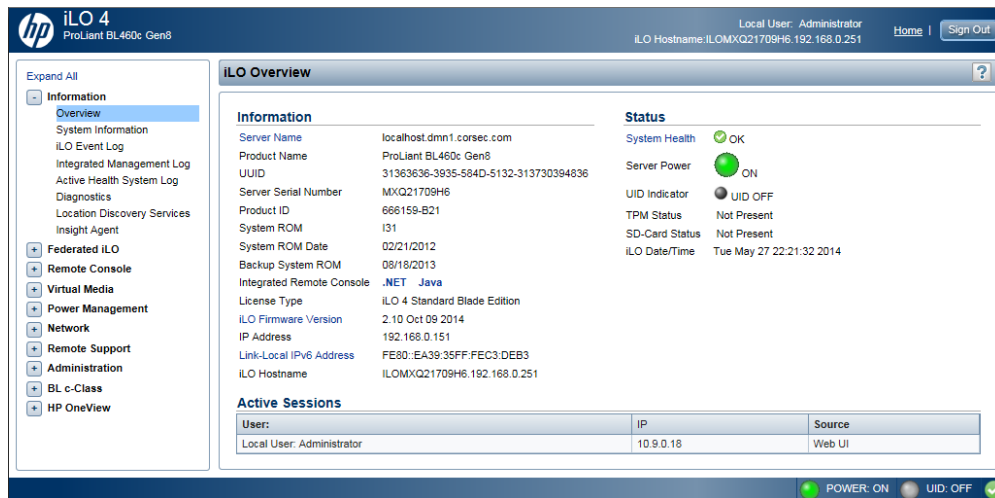 hp
iLO 4
ProLiant BL460c Gen8
Local User: Administrator
iLO Hostname:ILOMXQ21709H6.192.168.0.251
Home | Sign Out
Expand All
- Information
Overview
System Information
iLO Event Log
Integrated Management Log
Active Health System Log
Diagnostics
Location Discovery Services
Insight Agent
+ Federated iLO
+ Remote Console
+ Virtual Media
+ Power Management
+ Network
+ Remote Support
+ Administration
+ BL c-Class
+ HP OneView
iLO Overview ?
Information
Server Name localhost.dmn1.corsec.com
Product Name ProLiant BL460c Gen8
UUID 31363636-3935-584D-5132-313730394836
Server Serial Number MXQ21709H6
Product ID 666159-B21
System ROM I31
System ROM Date 02/21/2012
Backup System ROM 08/18/2013
Integrated Remote Console .NET Java
License Type iLO 4 Standard Blade Edition
iLO Firmware Version 2.10 Oct 09 2014
IP Address 192.168.0.151
Link-Local IPv6 Address FE80::EA39:35FF:FEC3:DEB3
iLO Hostname ILOMXQ21709H6.192.168.0.251
Status
System Health OK
Server Power ON
UID Indicator UID OFF
TPM Status Not Present
SD-Card Status Not Present
iLO Date/Time Tue May 27 22:21:32 2014
Active Sessions
User: IP Source
Local User: Administrator 10.9.0.18 Web UI
POWER: ON UID: OFF